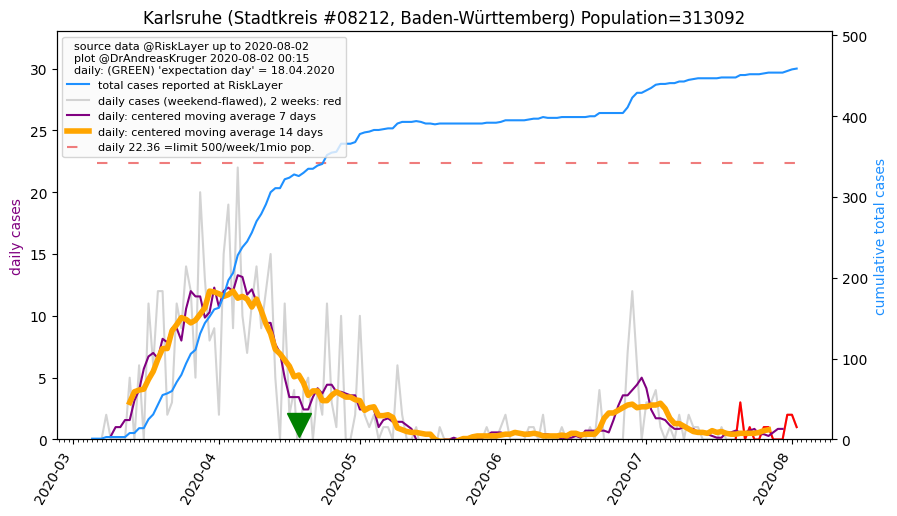 Karlsruhe (Stadtkreis #08212, Baden-Württemberg) Population=313092
source data @RiskLayer up to 2020-08-02
plot @DrAndreasKruger 2020-08-02 00:15
daily: (GREEN) 'expectation day' = 18.04.2020
total cases reported at RiskLayer
daily cases (weekend-flawed), 2 weeks: red
daily: centered moving average 7 days
daily: centered moving average 14 days
daily 22.36 =limit 500/week/1mio pop.
daily cases
30
25
20
15
10
5
0
500
400
300
200
100
0
cumulative total cases
2020-03
2020-04
2020-05
2020-06
2020-07
2020-08